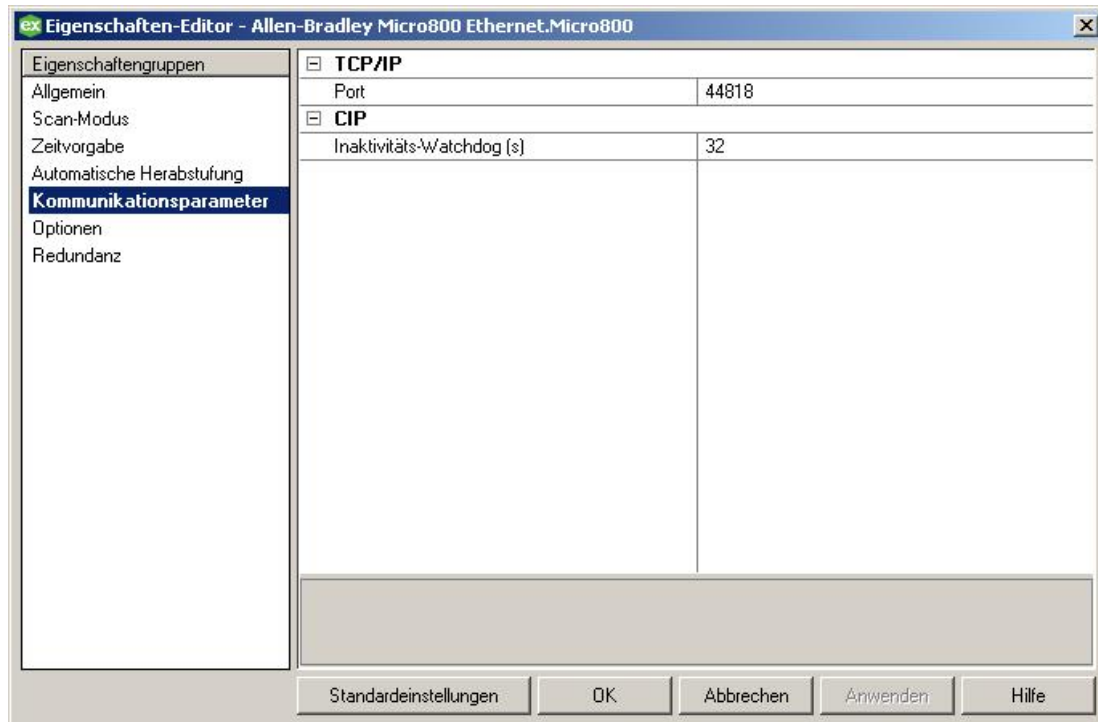 ex Eigenschaften-Editor - Allen-Bradley Micro800 Ethernet.Micro800
Eigenschaftengruppen
Allgemein
Scan-Modus
Zeitvorgabe
Automatische Herabstufung
Kommunikationsparameter
Optionen
Redundanz
TCP/IP
Port 44818
CIP
Inaktivitäts-Watchdog (s) 32
Standardeinstellungen OK Abbrechen Anwenden Hilfe